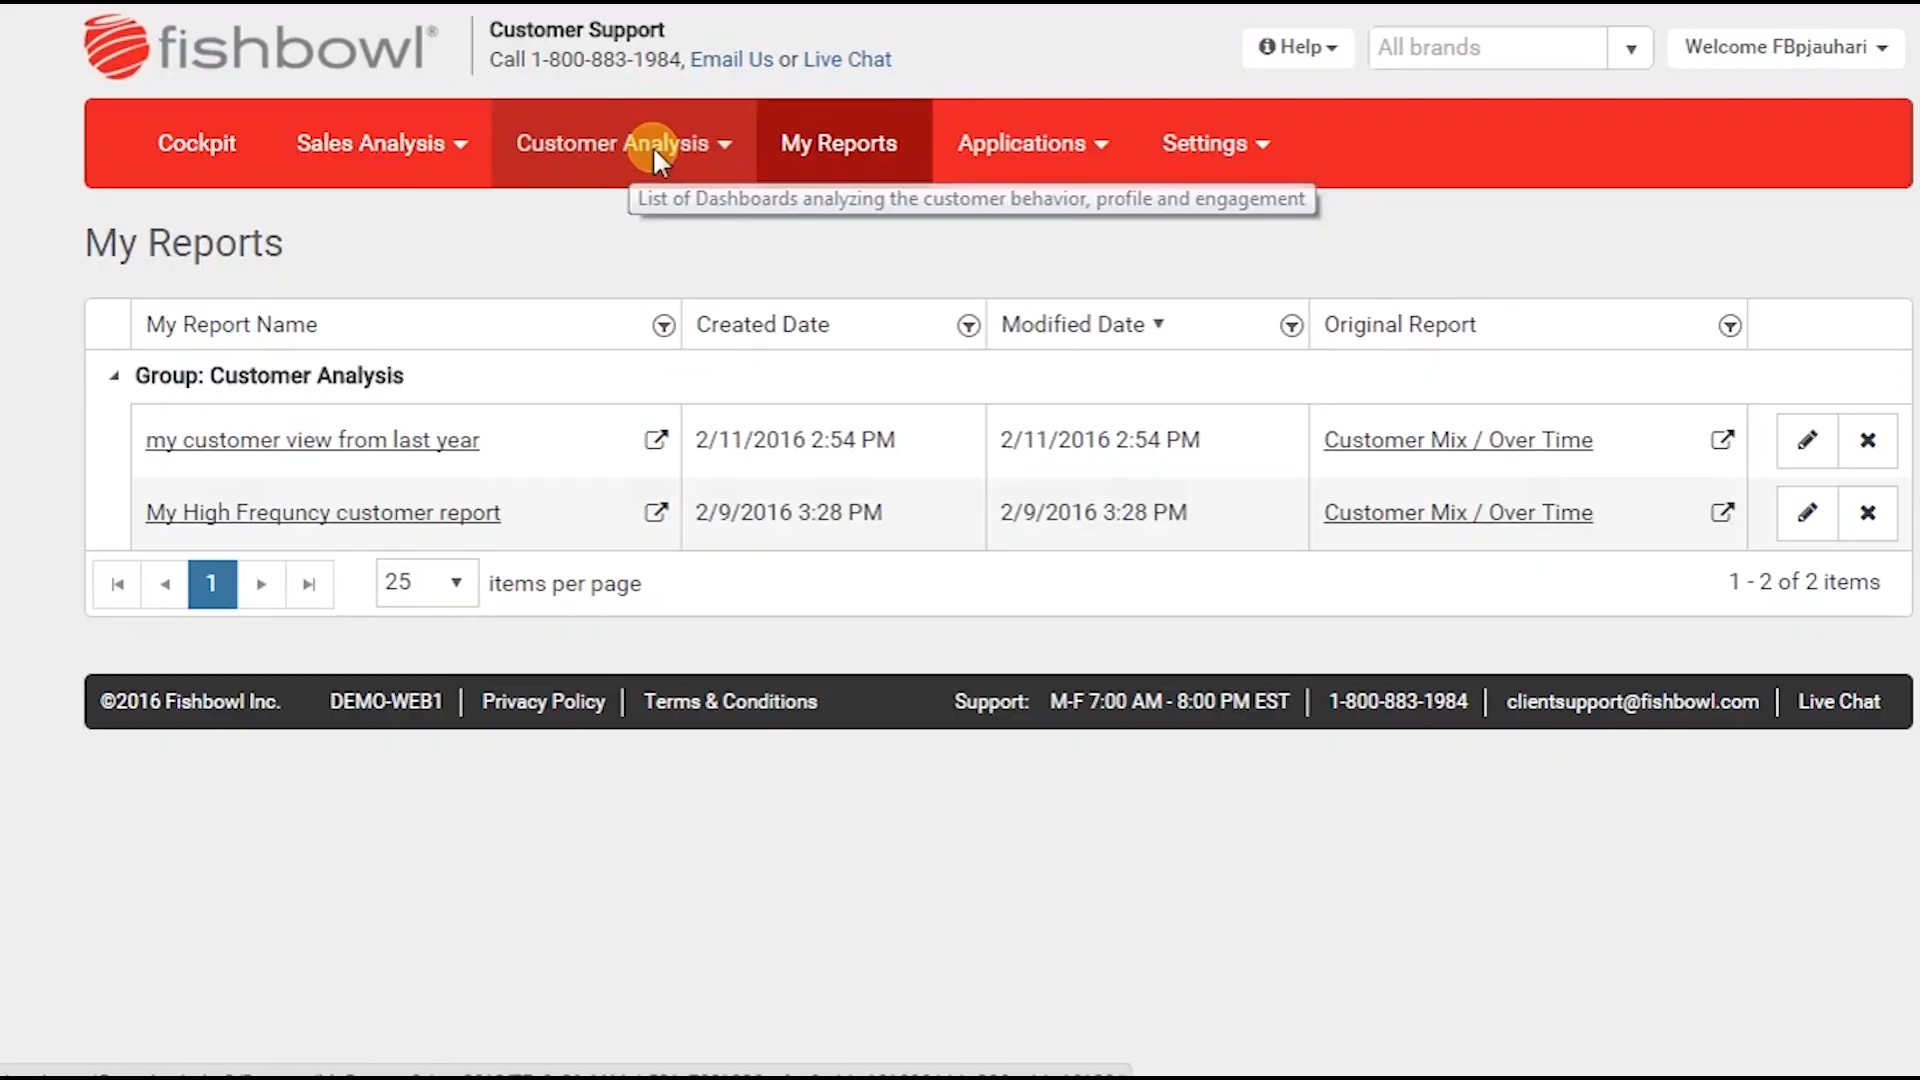 fishbowl®
Customer Support
Call 1-800-883-1984, Email Us or Live Chat
Help
All brands
Welcome FBpjauhari
Cockpit
Sales Analysis
Customer Analysis
My Reports
Applications
Settings
List of Dashboards analyzing the customer behavior, profile and engagement
My Reports
My Report Name
Created Date
Modified Date
Original Report
Group: Customer Analysis
my customer view from last year
2/11/2016 2:54 PM
2/11/2016 2:54 PM
Customer Mix / Over Time
My High Frequncy customer report
2/9/2016 3:28 PM
2/9/2016 3:28 PM
Customer Mix / Over Time
1
25
items per page
1 - 2 of 2 items
©2016 Fishbowl Inc.
DEMO-WEB1
Privacy Policy
Terms & Conditions
Support:
M-F 7:00 AM - 8:00 PM EST
1-800-883-1984
clientsupport@fishbowl.com
Live Chat